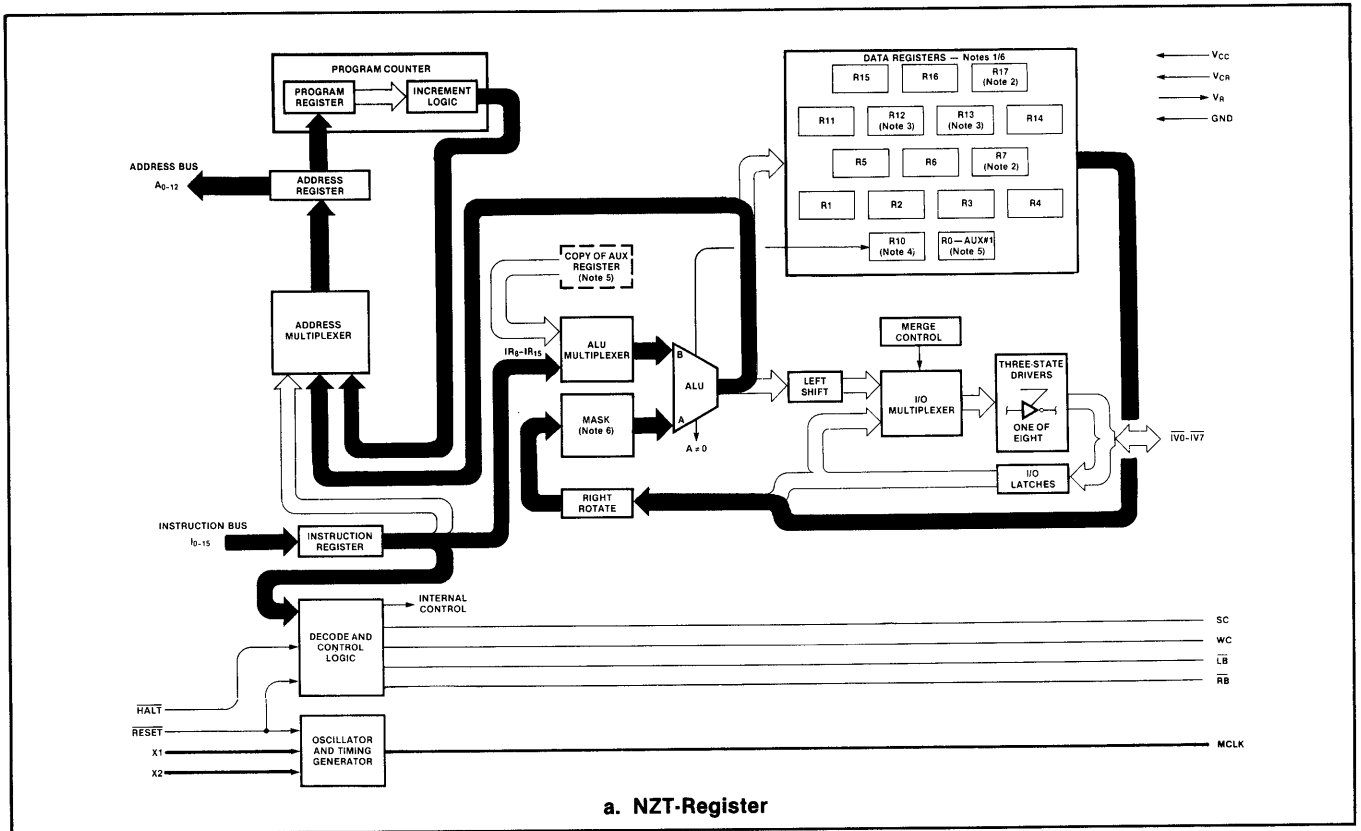 PROGRAM COUNTER
PROGRAM
REGISTER
INCREMENT
LOGIC
ADDRESS BUS
A0-12
ADDRESS
REGISTER
ADDRESS
MULTIPLEXER
DATA REGISTERS — Notes 1/6
R15
R16
R17
(Note 2)
R11
R12
(Note 3)
R13
(Note 3)
R14
R5
R6
R7
(Note 2)
R1
R2
R3
R4
R10
(Note 4)
R0—AUX#1
(Note 5)
VCC
VCR
VR
GND
COPY OF AUX
REGISTER
(Note 5)
IR8–IR15
ALU
MULTIPLEXER
MASK
(Note 6)
B
ALU
A
A ≠ 0
LEFT
SHIFT
MERGE
CONTROL
I/O
MULTIPLEXER
THREE-STATE
DRIVERS
ONE OF
EIGHT
IV0-IV7
I/O
LATCHES
RIGHT
ROTATE
INSTRUCTION BUS
I0-15
INSTRUCTION
REGISTER
INTERNAL
CONTROL
DECODE AND
CONTROL
LOGIC
SC
WC
LB
RB
HALT
RESET
X1
X2
OSCILLATOR
AND TIMING
GENERATOR
MCLK
a. NZT-Register